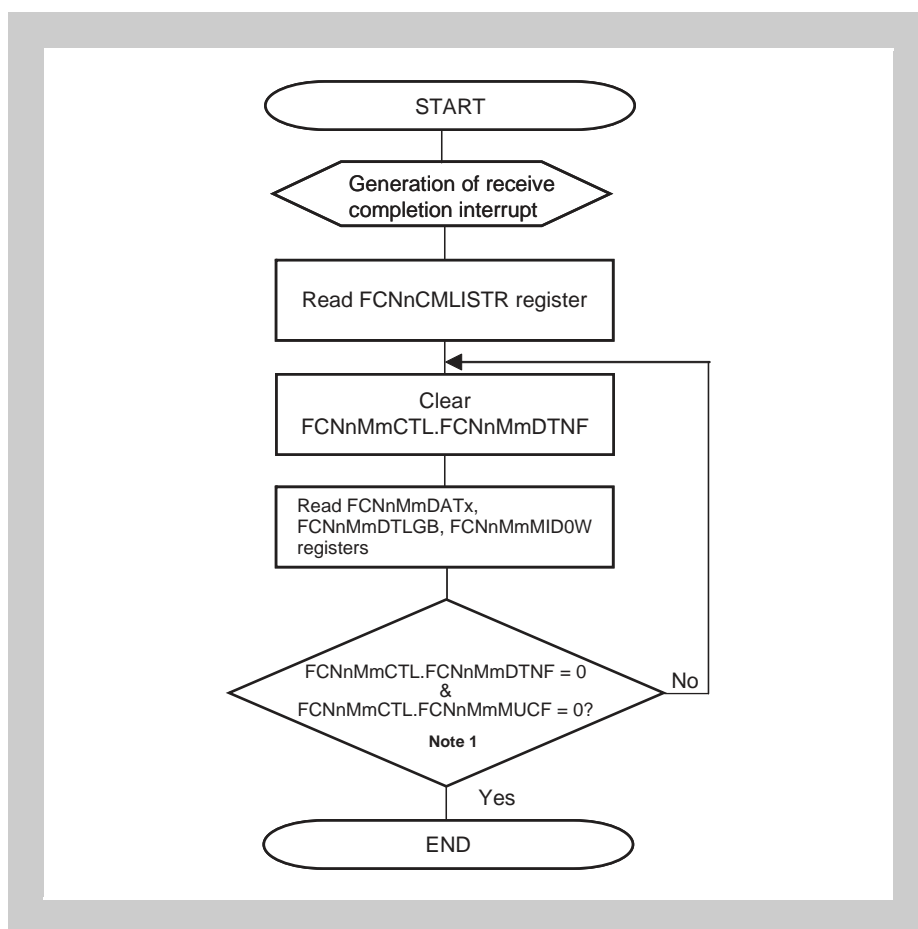 START
Generation of receive
completion interrupt
Read FCNnCMLISTR register
Clear
FCNnMmCTL.FCNnMmDTNF
Read FCNnMmDATx,
FCNnMmDTLGB, FCNnMmMID0W
registers
FCNnMmCTL.FCNnMmDTNF = 0
&
FCNnMmCTL.FCNnMmMUCF = 0?
Note 1
No
Yes
END